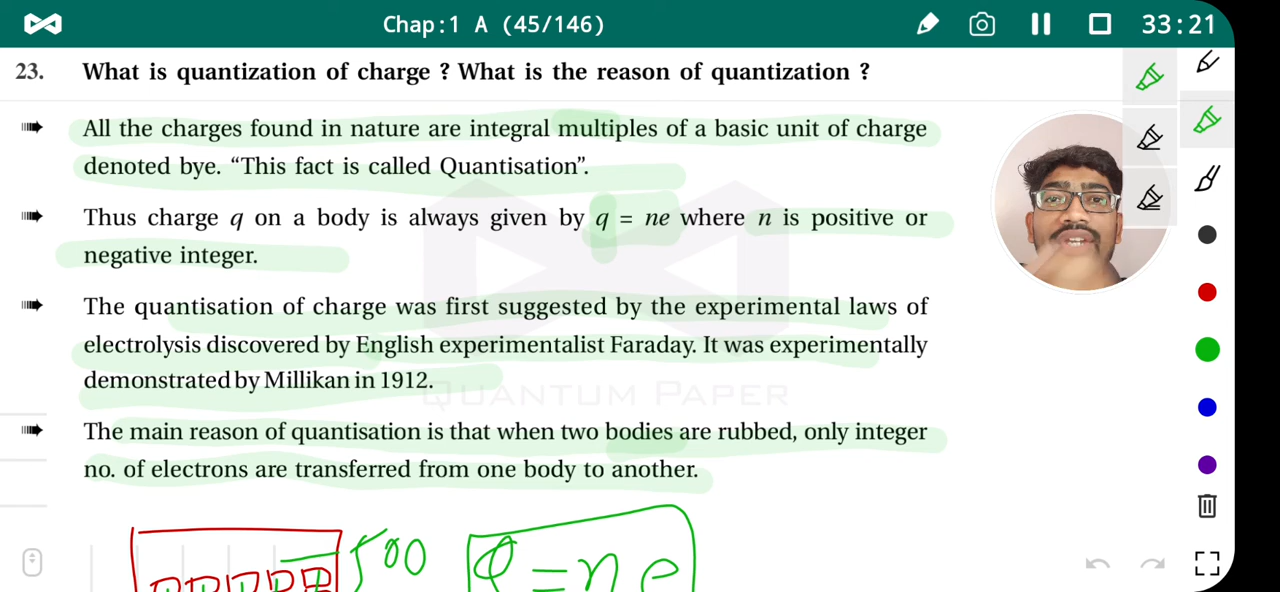 Chap:1 A (45/146)
33:21
23. What is quantization of charge ? What is the reason of quantization ?
All the charges found in nature are integral multiples of a basic unit of charge
denoted bye. “This fact is called Quantisation”.
Thus charge q on a body is always given by q = ne where n is positive or
negative integer.
The quantisation of charge was first suggested by the experimental laws of
electrolysis discovered by English experimentalist Faraday. It was experimentally
demonstrated by Millikan in 1912.
QUANTUM PAPER
The main reason of quantisation is that when two bodies are rubbed, only integer
no. of electrons are transferred from one body to another.
500
Q = ne